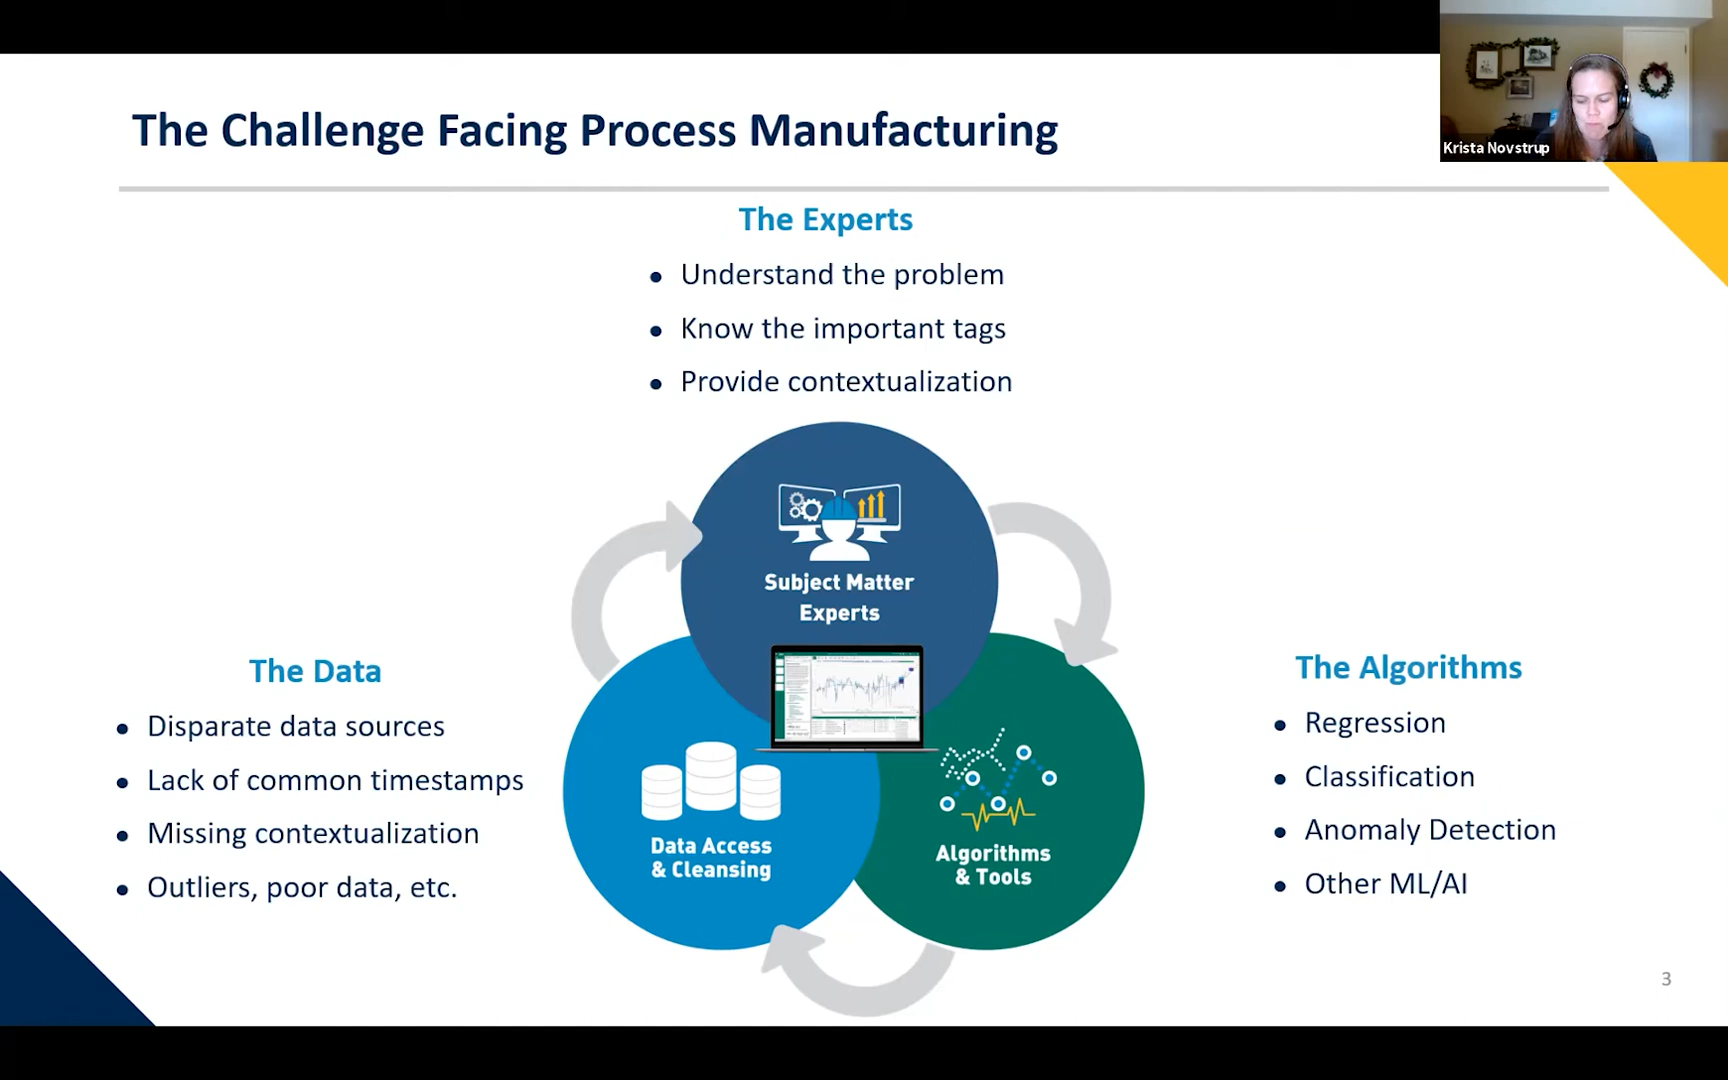 Krista Novstrup
The Challenge Facing Process Manufacturing
The Experts
• Understand the problem
• Know the important tags
• Provide contextualization
Subject Matter
Experts
The Data
• Disparate data sources
• Lack of common timestamps
• Missing contextualization
• Outliers, poor data, etc.
Data Access
& Cleansing
Algorithms
& Tools
The Algorithms
• Regression
• Classification
• Anomaly Detection
• Other ML/AI
3